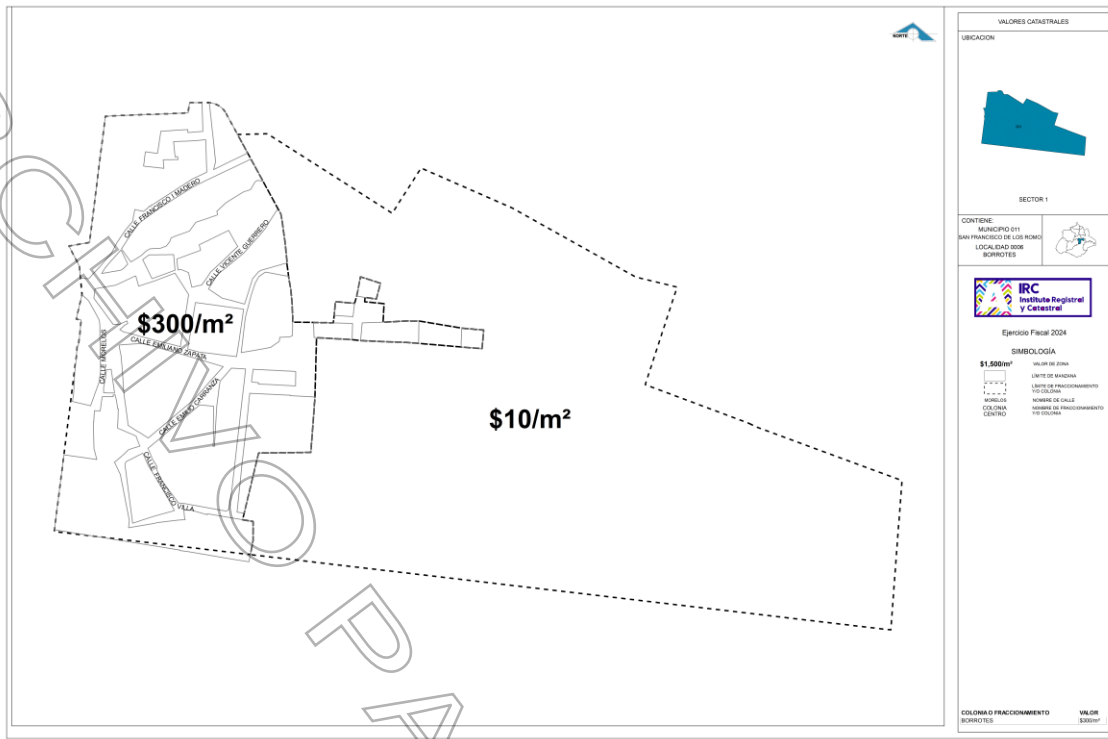 NORTE
CALLE FRANCISCO I MADERO
CALLE VICENTE GUERRERO
$300/m²
CALLE EMILIANO ZAPATA
CALLE MORELOS
CALLE EMILIO CARRANZA
CALLE FRANCISCO VILLA
$10/m²
VALORES CATASTRALES
UBICACION
SECTOR 1
CONTIENE:
MUNICIPIO 011
SAN FRANCISCO DE LOS ROMO
LOCALIDAD 0006
BORROTES
IRC
Instituto Registral
y Catastral
Ejercicio Fiscal 2024
SIMBOLOGÍA
$1,500/m² VALOR DE ZONA
LÍMITE DE MANZANA
LÍMITE DE FRACCIONAMIENTO
Y/O COLONIA
MORELOS NOMBRE DE CALLE
COLONIA CENTRO NOMBRE DE FRACCIONAMIENTO
Y/O COLONIA
COLONIA O FRACCIONAMIENTO VALOR
BORROTES $300/m²